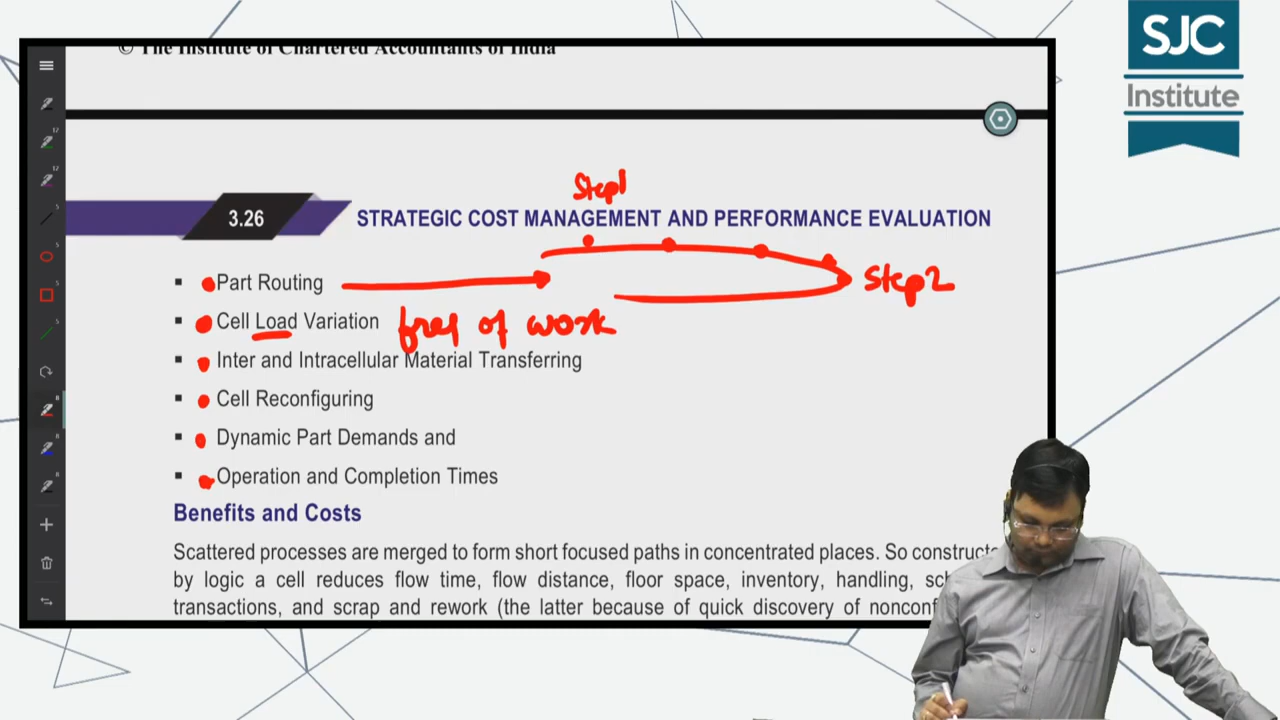 © The Institute of Chartered Accountants of India
SJC
Institute
Step1
3.26 STRATEGIC COST MANAGEMENT AND PERFORMANCE EVALUATION
Part Routing
Step2
Cell Load Variation
freq of work
Inter and Intracellular Material Transferring
Cell Reconfiguring
Dynamic Part Demands and
Operation and Completion Times
Benefits and Costs
Scattered processes are merged to form short focused paths in concentrated places. So
by logic a cell reduces flow time, flow distance, floor space, inventory, handling,
transactions, and scrap and rework (the latter because of quick discovery of